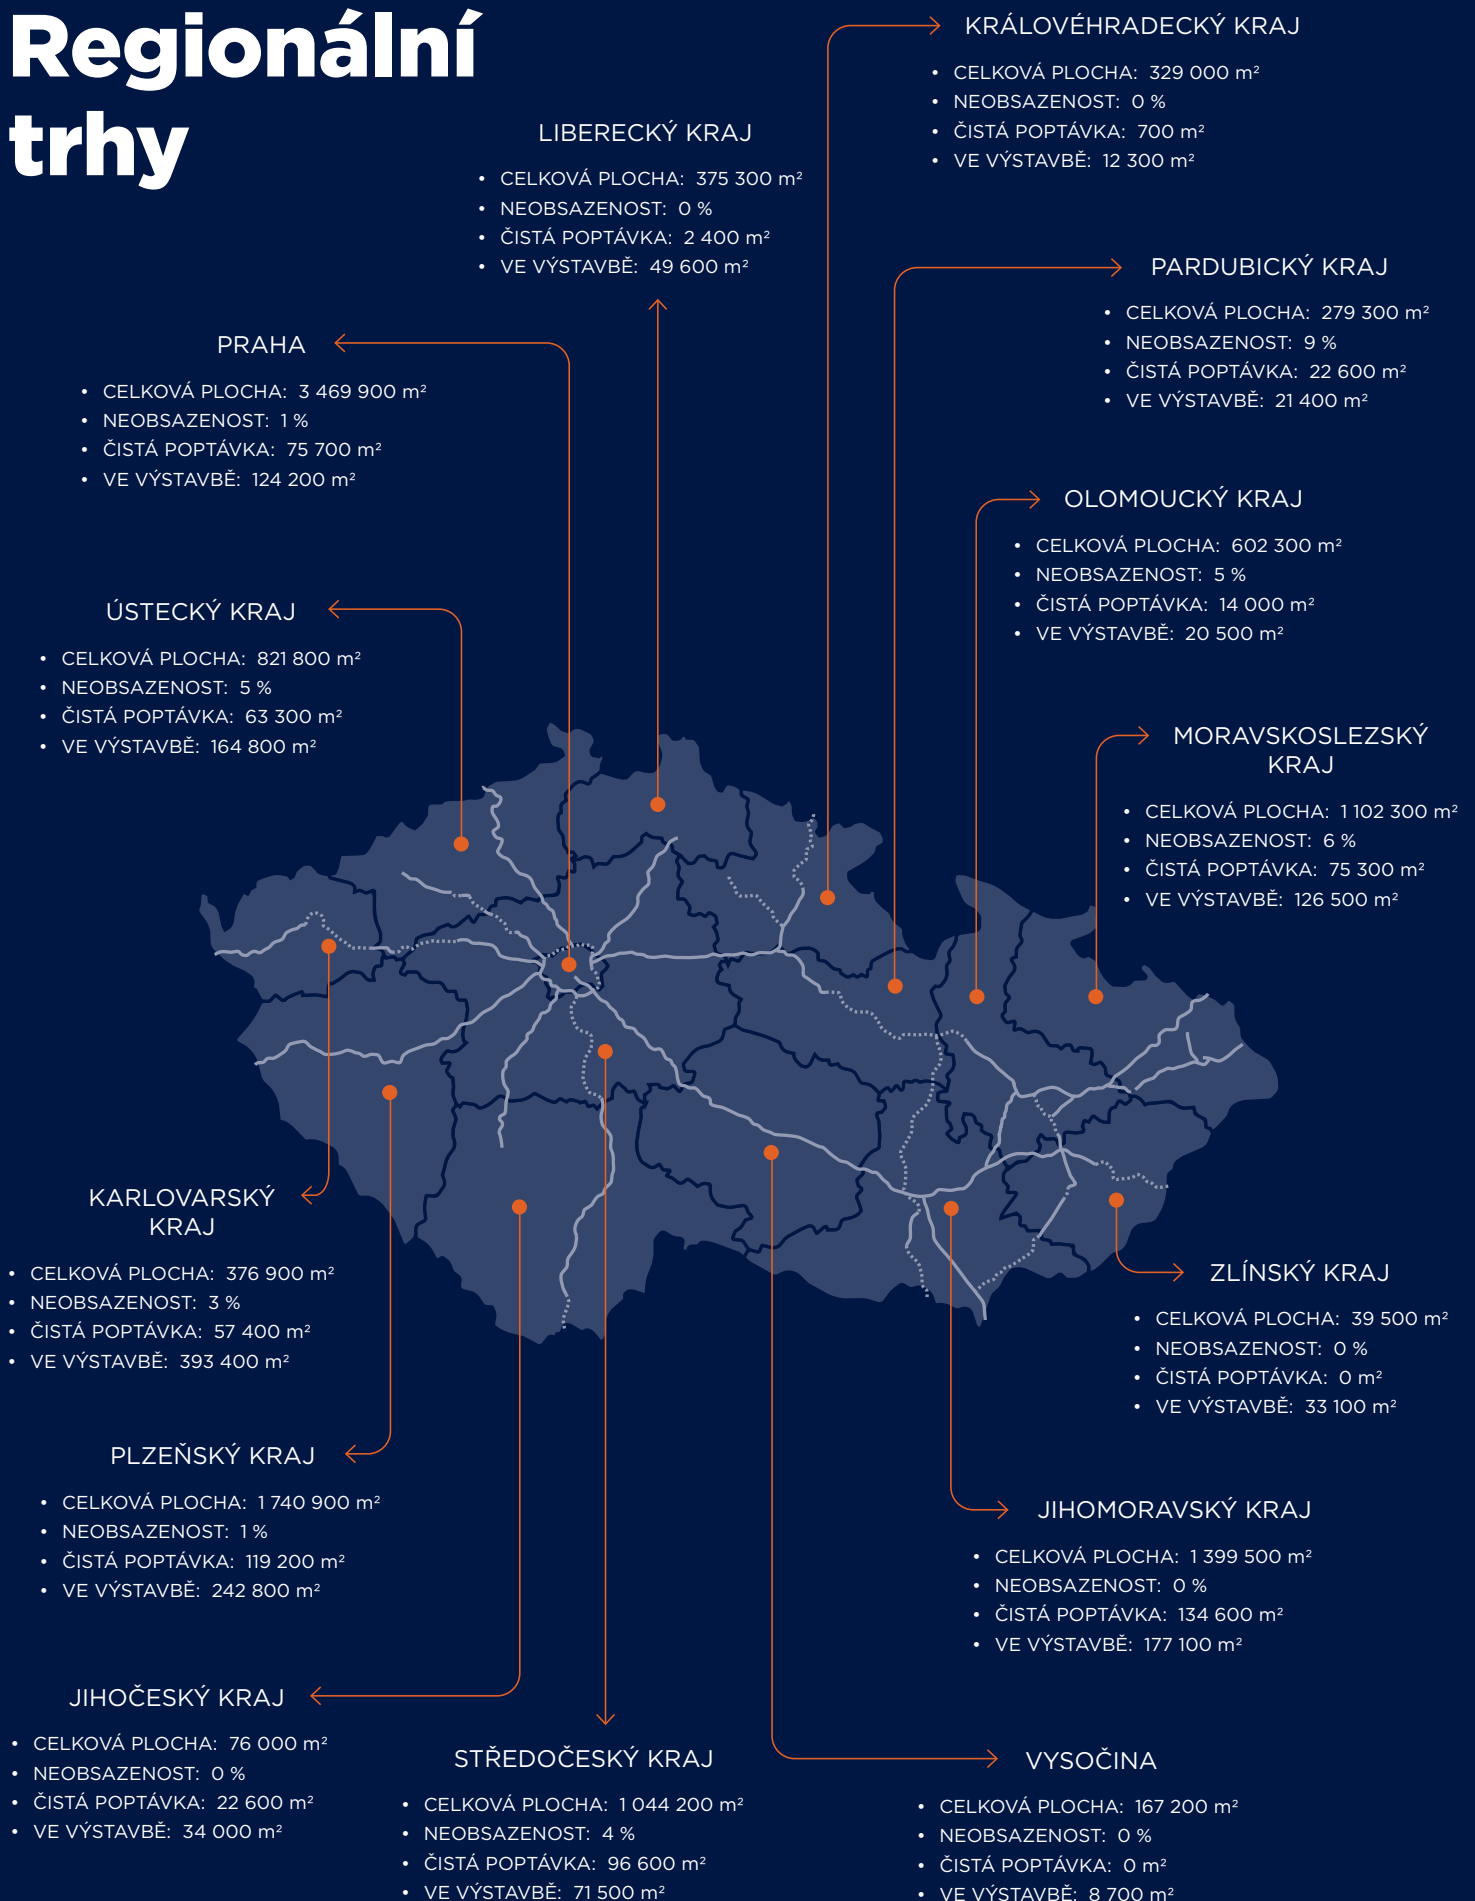 Regionální
trhy
KRÁLOVÉHRADECKÝ KRAJ
• CELKOVÁ PLOCHA: 329 000 m²
• NEOBSAZENOST: 0 %
• ČISTÁ POPTÁVKA: 700 m²
• VE VÝSTAVBĚ: 12 300 m²
LIBERECKÝ KRAJ
• CELKOVÁ PLOCHA: 375 300 m²
• NEOBSAZENOST: 0 %
• ČISTÁ POPTÁVKA: 2 400 m²
• VE VÝSTAVBĚ: 49 600 m²
PARDUBICKÝ KRAJ
• CELKOVÁ PLOCHA: 279 300 m²
• NEOBSAZENOST: 9 %
• ČISTÁ POPTÁVKA: 22 600 m²
• VE VÝSTAVBĚ: 21 400 m²
PRAHA
• CELKOVÁ PLOCHA: 3 469 900 m²
• NEOBSAZENOST: 1 %
• ČISTÁ POPTÁVKA: 75 700 m²
• VE VÝSTAVBĚ: 124 200 m²
OLOMOUCKÝ KRAJ
• CELKOVÁ PLOCHA: 602 300 m²
• NEOBSAZENOST: 5 %
• ČISTÁ POPTÁVKA: 14 000 m²
• VE VÝSTAVBĚ: 20 500 m²
ÚSTECKÝ KRAJ
• CELKOVÁ PLOCHA: 821 800 m²
• NEOBSAZENOST: 5 %
• ČISTÁ POPTÁVKA: 63 300 m²
• VE VÝSTAVBĚ: 164 800 m²
MORAVSKOSLEZSKÝ
KRAJ
• CELKOVÁ PLOCHA: 1 102 300 m²
• NEOBSAZENOST: 6 %
• ČISTÁ POPTÁVKA: 75 300 m²
• VE VÝSTAVBĚ: 126 500 m²
KARLOVARSKÝ
KRAJ
• CELKOVÁ PLOCHA: 376 900 m²
• NEOBSAZENOST: 3 %
• ČISTÁ POPTÁVKA: 57 400 m²
• VE VÝSTAVBĚ: 393 400 m²
ZLÍNSKÝ KRAJ
• CELKOVÁ PLOCHA: 39 500 m²
• NEOBSAZENOST: 0 %
• ČISTÁ POPTÁVKA: 0 m²
• VE VÝSTAVBĚ: 33 100 m²
PLZEŇSKÝ KRAJ
• CELKOVÁ PLOCHA: 1 740 900 m²
• NEOBSAZENOST: 1 %
• ČISTÁ POPTÁVKA: 119 200 m²
• VE VÝSTAVBĚ: 242 800 m²
JIHOMORAVSKÝ KRAJ
• CELKOVÁ PLOCHA: 1 399 500 m²
• NEOBSAZENOST: 0 %
• ČISTÁ POPTÁVKA: 134 600 m²
• VE VÝSTAVBĚ: 177 100 m²
JIHOČESKÝ KRAJ
• CELKOVÁ PLOCHA: 76 000 m²
• NEOBSAZENOST: 0 %
• ČISTÁ POPTÁVKA: 22 600 m²
• VE VÝSTAVBĚ: 34 000 m²
STŘEDOČESKÝ KRAJ
• CELKOVÁ PLOCHA: 1 044 200 m²
• NEOBSAZENOST: 4 %
• ČISTÁ POPTÁVKA: 96 600 m²
• VE VÝSTAVBĚ: 71 500 m²
VYSOČINA
• CELKOVÁ PLOCHA: 167 200 m²
• NEOBSAZENOST: 0 %
• ČISTÁ POPTÁVKA: 0 m²
• VE VÝSTAVBĚ: 8 700 m²